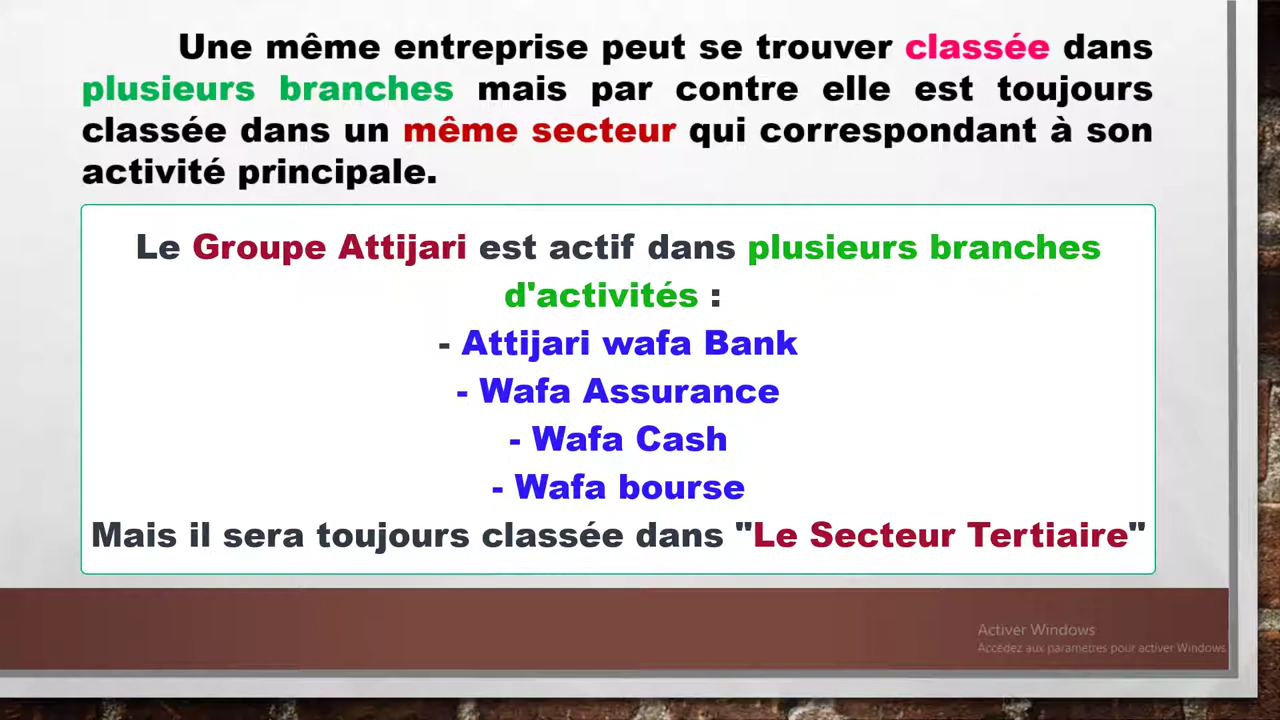 Une même entreprise peut se trouver classée dans
plusieurs branches mais par contre elle est toujours
classée dans un même secteur qui correspondant à son
activité principale.
Le Groupe Attijari est actif dans plusieurs branches
d'activités :
- Attijari wafa Bank
- Wafa Assurance
- Wafa Cash
- Wafa bourse
Mais il sera toujours classée dans "Le Secteur Tertiaire"
Activer Windows
Accédez aux paramètres pour activer Windows